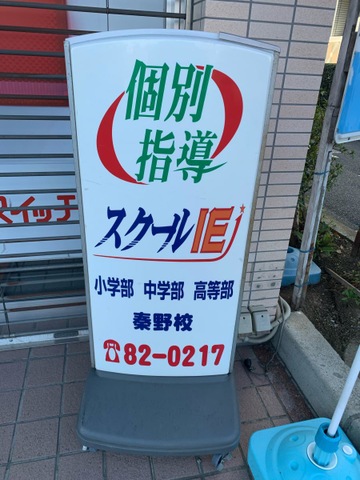 個別
指導
スクールIE
小学部 中学部 高等部
秦野校
☎82-0217
スイッチ